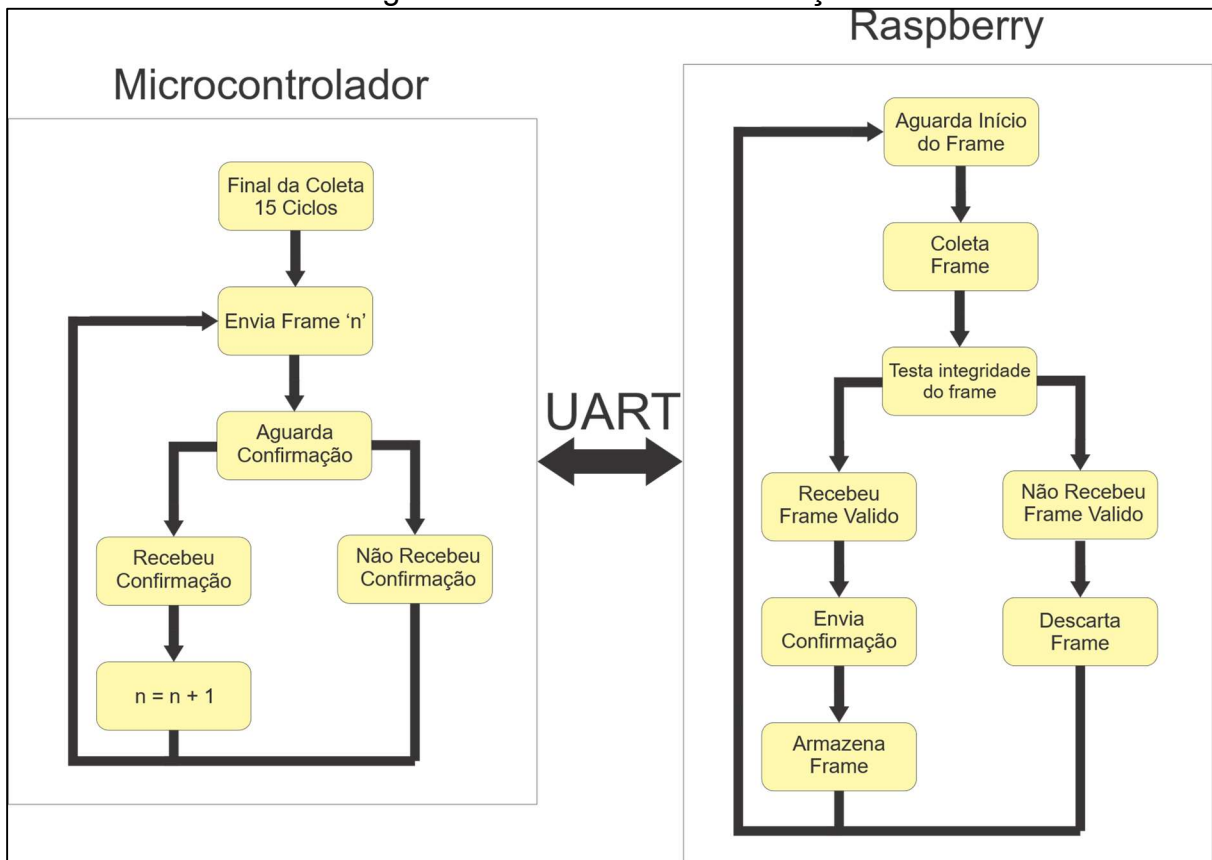 Microcontrolador
Final da Coleta
15 Ciclos
Envia Frame ‘n’
Aguarda
Confirmação
Recebeu
Confirmação
Não Recebeu
Confirmação
n = n + 1
UART
Raspberry
Aguarda Início
do Frame
Coleta
Frame
Testa integridade
do frame
Recebeu
Frame Valido
Não Recebeu
Frame Valido
Envia
Confirmação
Descarta
Frame
Armazena
Frame